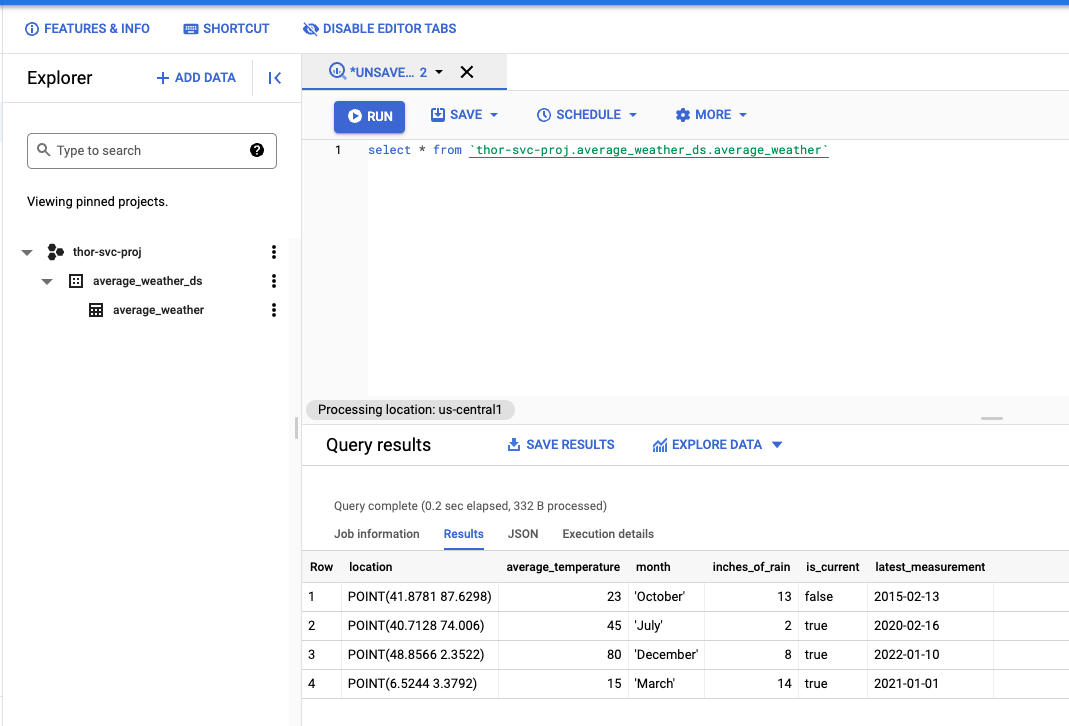 FEATURES & INFO SHORTCUT DISABLE EDITOR TABS
Explorer + ADD DATA
*UNSAVE... 2
RUN SAVE SCHEDULE MORE
Type to search
Viewing pinned projects.
thor-svc-proj
average_weather_ds
average_weather
1 select * from `thor-svc-proj.average_weather_ds.average_weather`
Processing location: us-central1
Query results SAVE RESULTS EXPLORE DATA
Query complete (0.2 sec elapsed, 332 B processed)
Job information Results JSON Execution details
Row location average_temperature month inches_of_rain is_current latest_measurement
1 POINT(41.8781 87.6298) 23 'October' 13 false 2015-02-13
2 POINT(40.7128 74.006) 45 'July' 2 true 2020-02-16
3 POINT(48.8566 2.3522) 80 'December' 8 true 2022-01-10
4 POINT(6.5244 3.3792) 15 'March' 14 true 2021-01-01